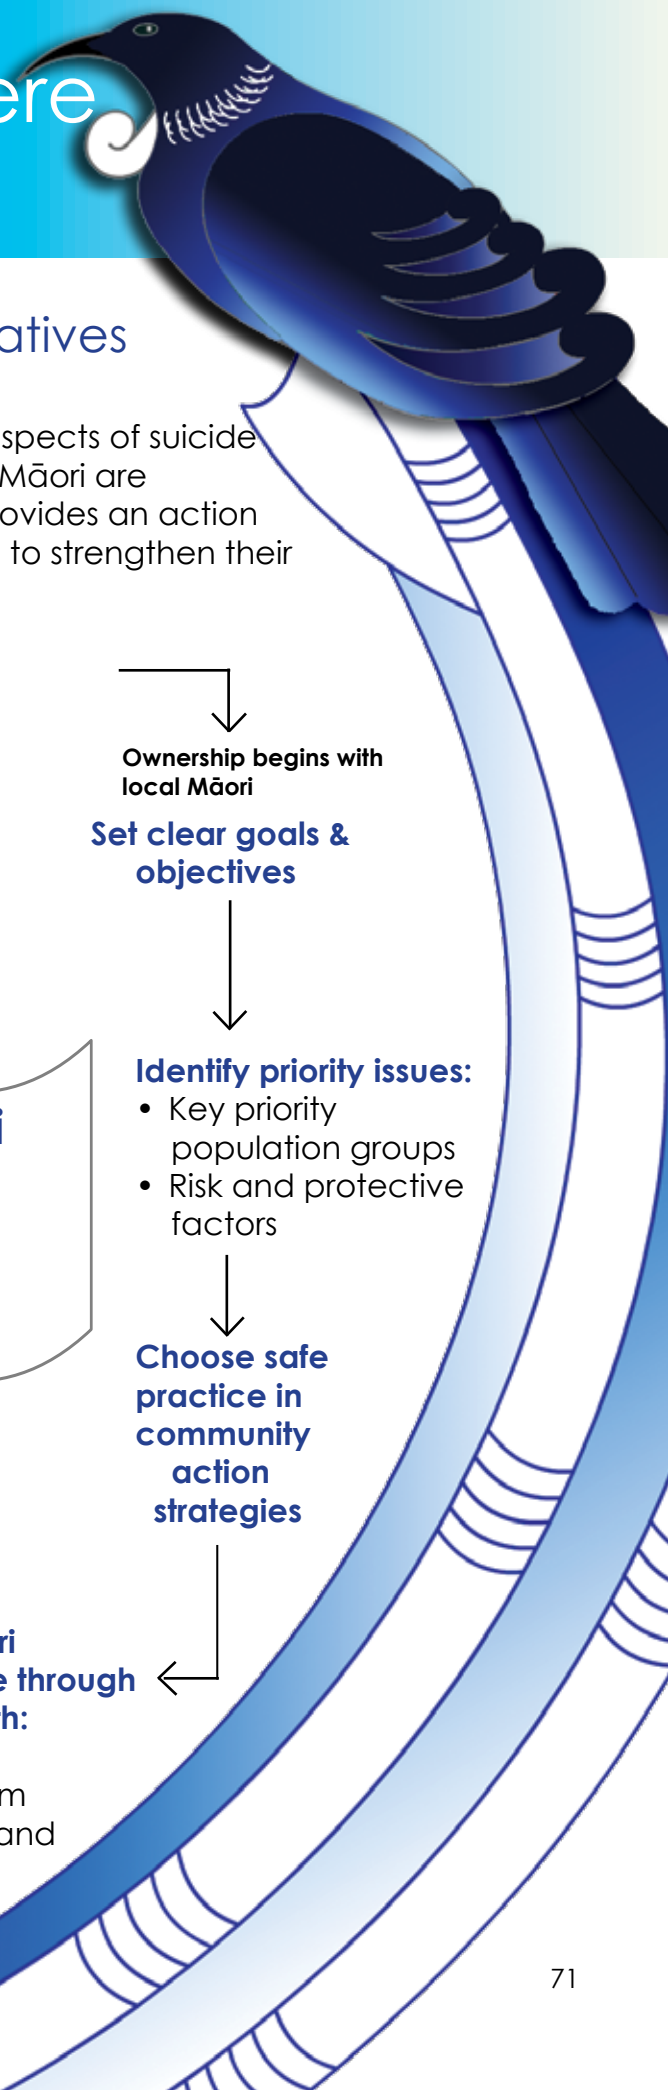 ere
atives
spects of suicide
Māori are
ovides an action
to strengthen their
Ownership begins with
local Māori
Set clear goals &
objectives
Identify priority issues:
• Key priority
population groups
• Risk and protective
factors
i
Choose safe
practice in
community
action
strategies
ri
e through
th:
m
and
71